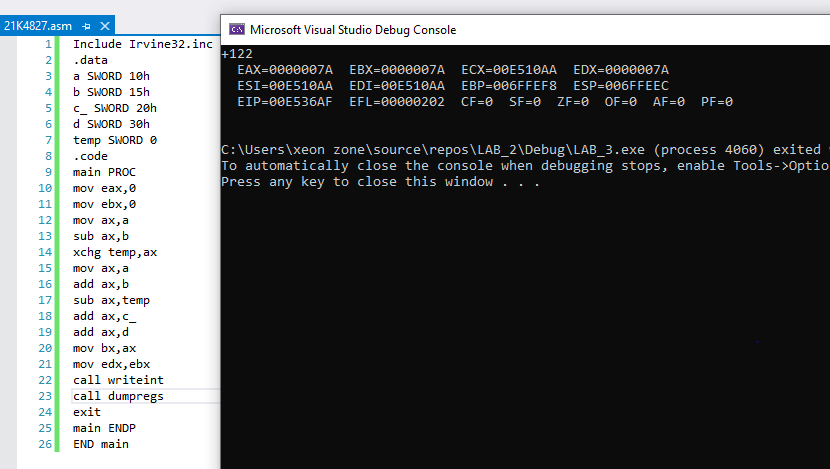 21K4827.asm
1 Include Irvine32.inc
2 .data
3 a SWORD 10h
4 b SWORD 15h
5 c_ SWORD 20h
6 d SWORD 30h
7 temp SWORD 0
8 .code
9 main PROC
10 mov eax,0
11 mov ebx,0
12 mov ax,a
13 sub ax,b
14 xchg temp,ax
15 mov ax,a
16 add ax,b
17 sub ax,temp
18 add ax,c_
19 add ax,d
20 mov bx,ax
21 mov edx,ebx
22 call writeint
23 call dumpregs
24 exit
25 main ENDP
26 END main
Microsoft Visual Studio Debug Console
+122
EAX=0000007A EBX=0000007A ECX=00E510AA EDX=0000007A
ESI=00E510AA EDI=00E510AA EBP=006FFEF8 ESP=006FFEEC
EIP=00E536AF EFL=00000202 CF=0 SF=0 ZF=0 OF=0 AF=0 PF=0
C:\Users\xeon zone\source\repos\LAB_2\Debug\LAB_3.exe (process 4060) exited
To automatically close the console when debugging stops, enable Tools->Optio
Press any key to close this window . . .